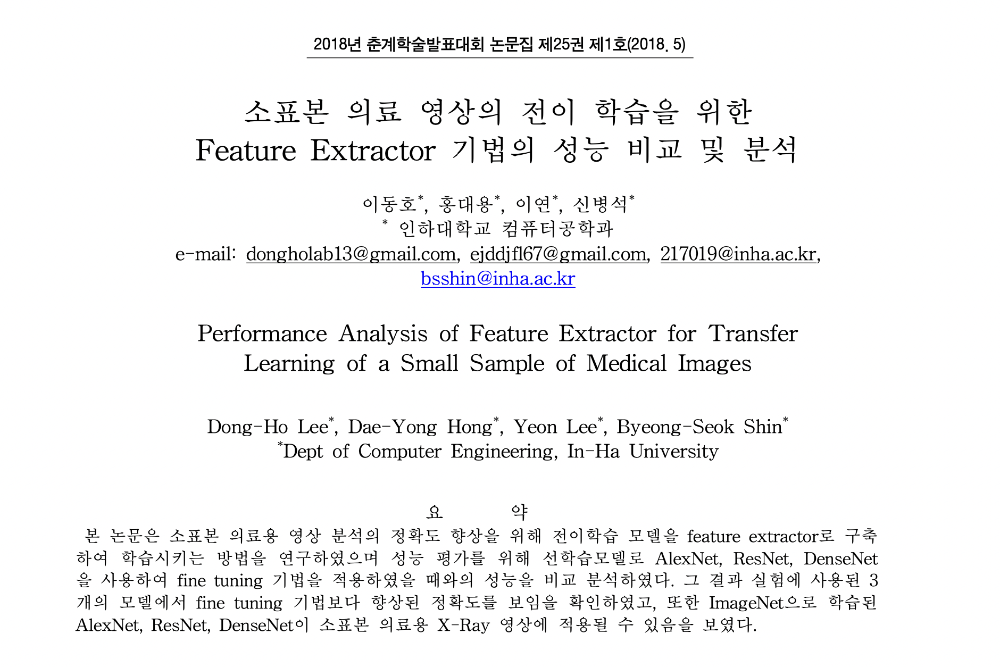 2018년 춘계학술발표대회 논문집 제25권 제1호(2018. 5)
소표본 의료 영상의 전이 학습을 위한
Feature Extractor 기법의 성능 비교 및 분석
이동호*, 홍대용*, 이연*, 신병석*
* 인하대학교 컴퓨터공학과
e-mail: dongholab13@gmail.com, ejddjfl67@gmail.com, 217019@inha.ac.kr,
bsshin@inha.ac.kr
Performance Analysis of Feature Extractor for Transfer
Learning of a Small Sample of Medical Images
Dong-Ho Lee*, Dae-Yong Hong*, Yeon Lee*, Byeong-Seok Shin*
*Dept of Computer Engineering, In-Ha University
요 약
본 논문은 소표본 의료용 영상 분석의 정확도 향상을 위해 전이학습 모델을 feature extractor로 구축
하여 학습시키는 방법을 연구하였으며 성능 평가를 위해 선학습모델로 AlexNet, ResNet, DenseNet
을 사용하여 fine tuning 기법을 적용하였을 때와의 성능을 비교 분석하였다. 그 결과 실험에 사용된 3
개의 모델에서 fine tuning 기법보다 향상된 정확도를 보임을 확인하였고, 또한 ImageNet으로 학습된
AlexNet, ResNet, DenseNet이 소표본 의료용 X-Ray 영상에 적용될 수 있음을 보였다.